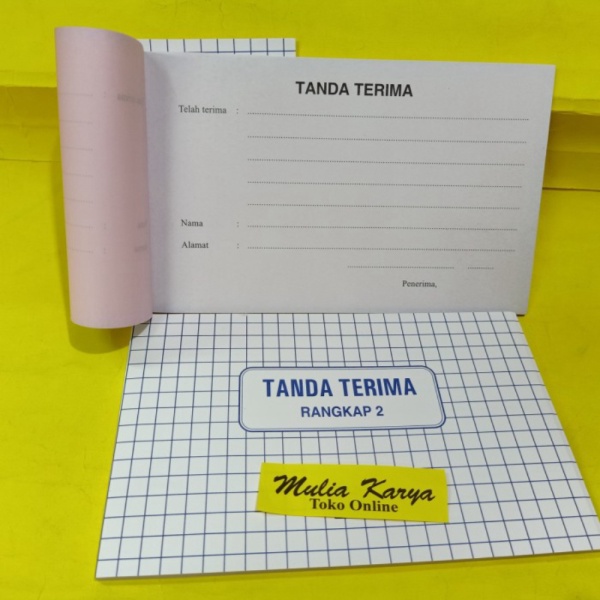 TANDA TERIMA
Telah terima :
Nama :
Alamat :
Penerima,
TANDA TERIMA
RANGKAP 2
Mulia Karya
Toko Online